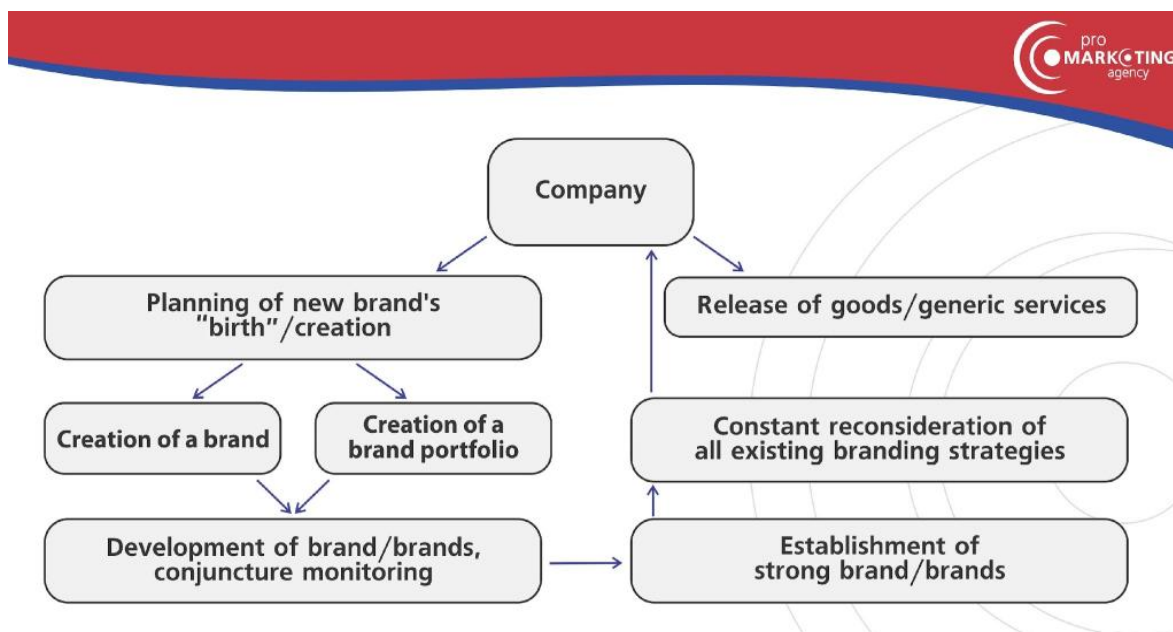 pro
MARKETING
agency
Company
Planning of new brand's
"birth"/creation
Release of goods/generic services
Creation of a brand
Creation of a
brand portfolio
Constant reconsideration of
all existing branding strategies
Development of brand/brands,
conjuncture monitoring
Establishment of
strong brand/brands